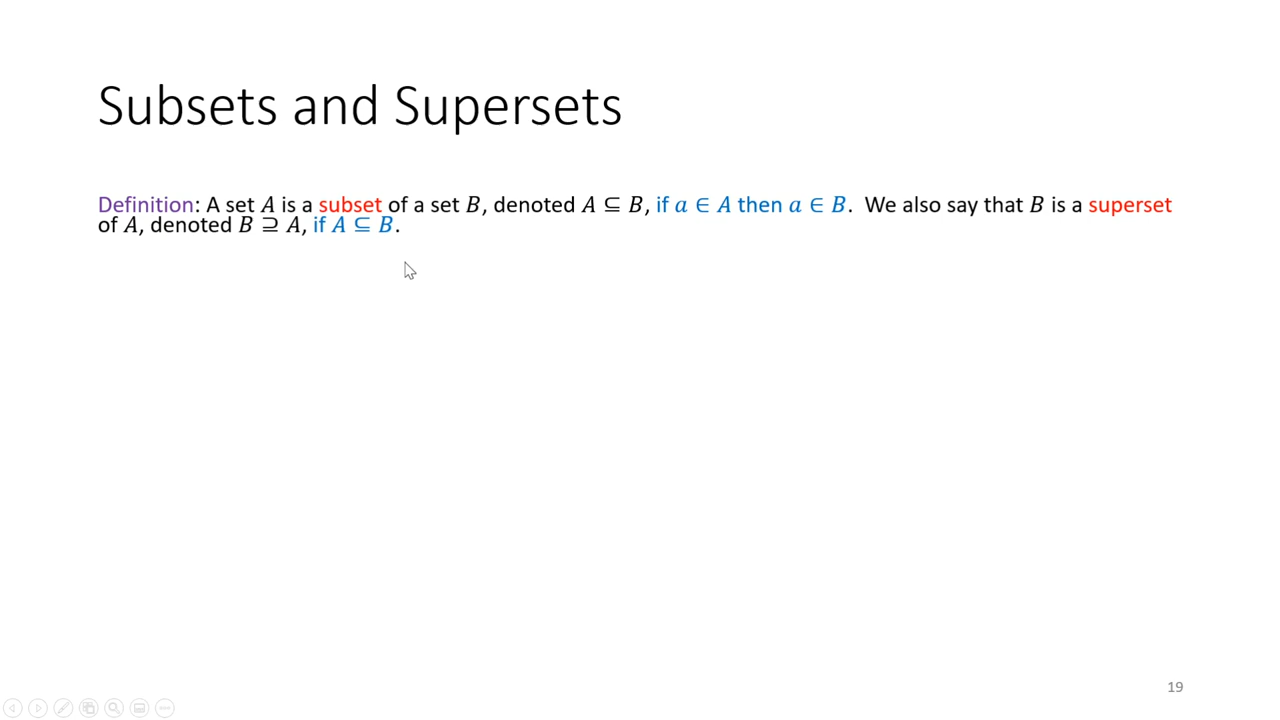 Subsets and Supersets
Definition: A set A is a subset of a set B, denoted A ⊆ B, if a ∈ A then a ∈ B. We also say that B is a superset
of A, denoted B ⊇ A, if A ⊆ B.
19